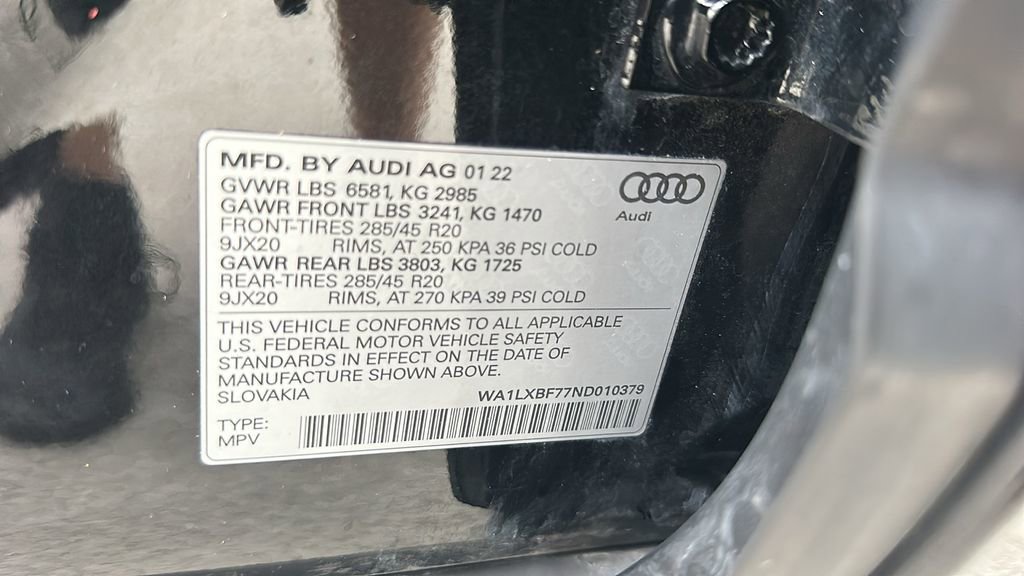 MFD. BY AUDI AG 01 22
GVWR LBS 6581, KG 2985
GAWR FRONT LBS 3241, KG 1470
FRONT-TIRES 285/45 R20
9JX20 RIMS, AT 250 KPA 36 PSI COLD
GAWR REAR LBS 3803, KG 1725
REAR-TIRES 285/45 R20
9JX20 RIMS, AT 270 KPA 39 PSI COLD
Audi
THIS VEHICLE CONFORMS TO ALL APPLICABLE
U.S. FEDERAL MOTOR VEHICLE SAFETY
STANDARDS IN EFFECT ON THE DATE OF
MANUFACTURE SHOWN ABOVE.
SLOVAKIA WA1LXBF77ND010379
TYPE:
MPV